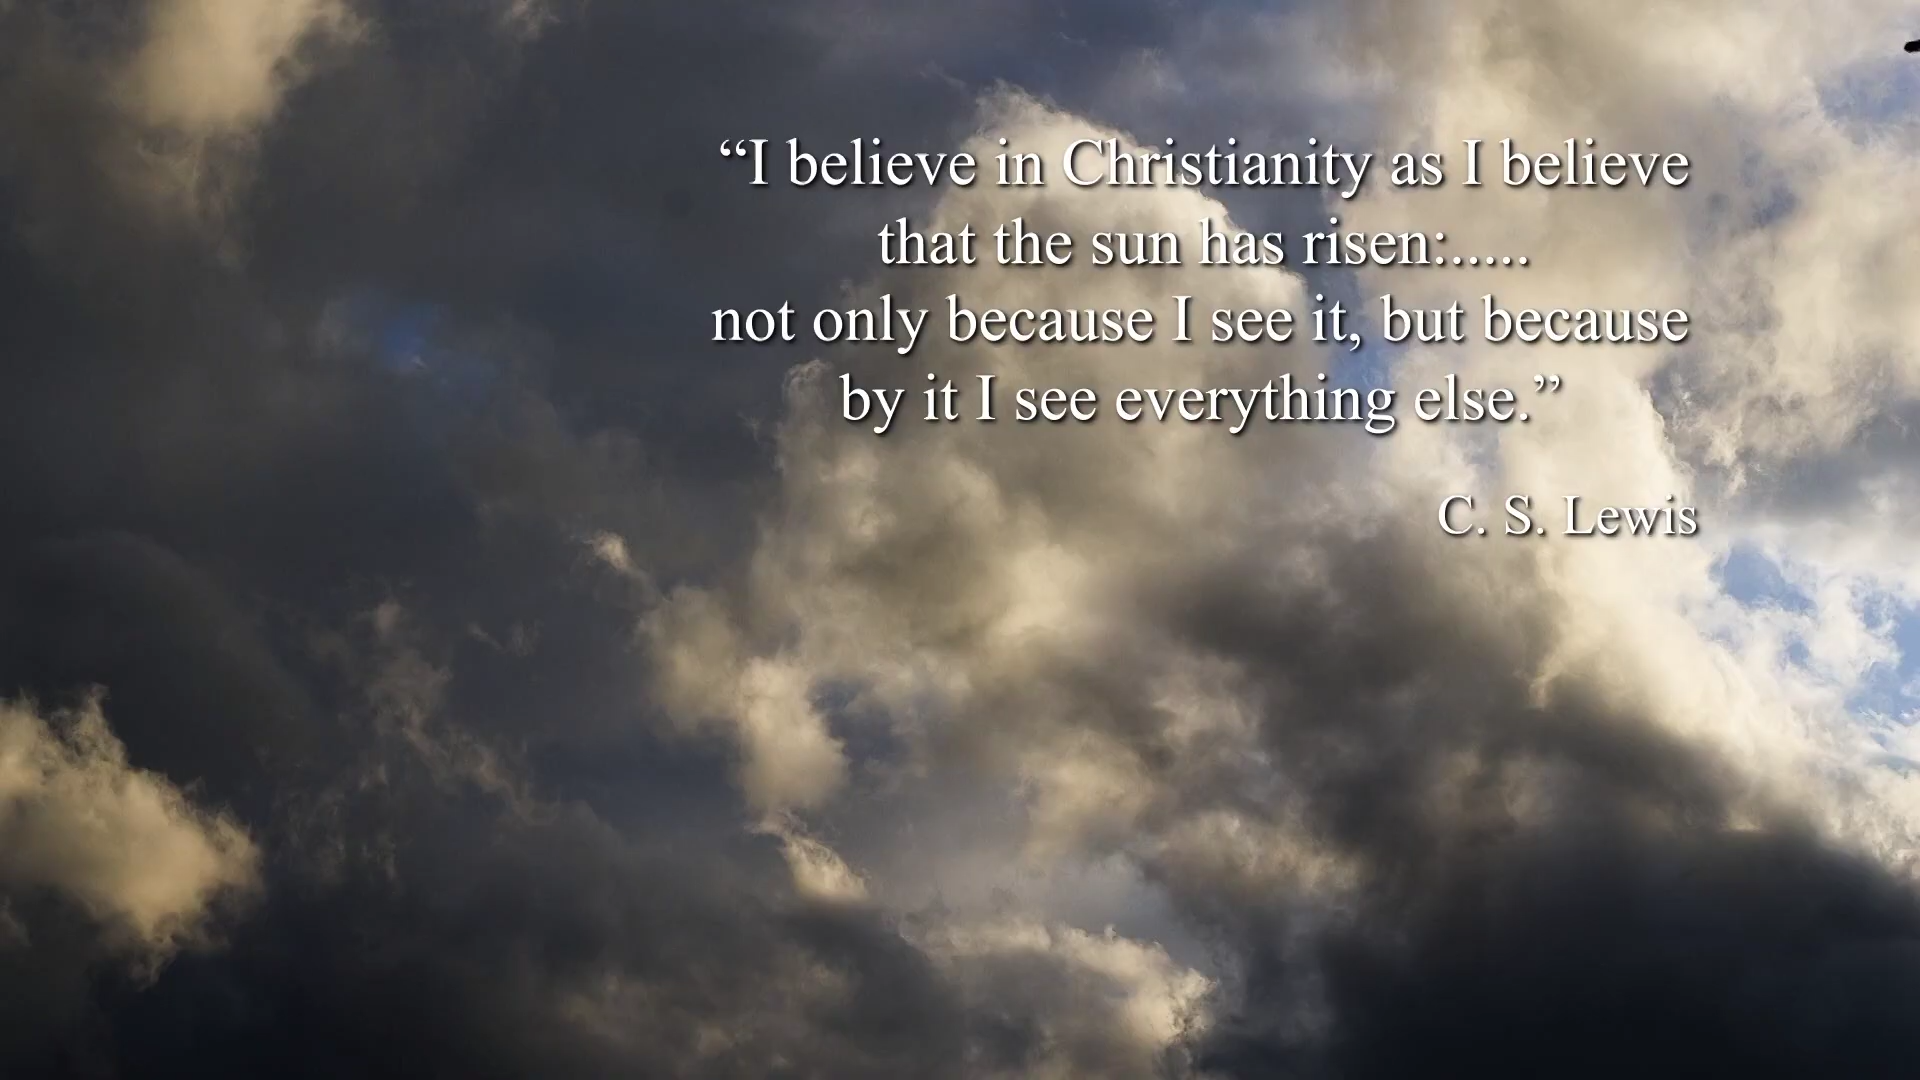 “I believe in Christianity as I believe
that the sun has risen:.....
not only because I see it, but because
by it I see everything else.”
C. S. Lewis